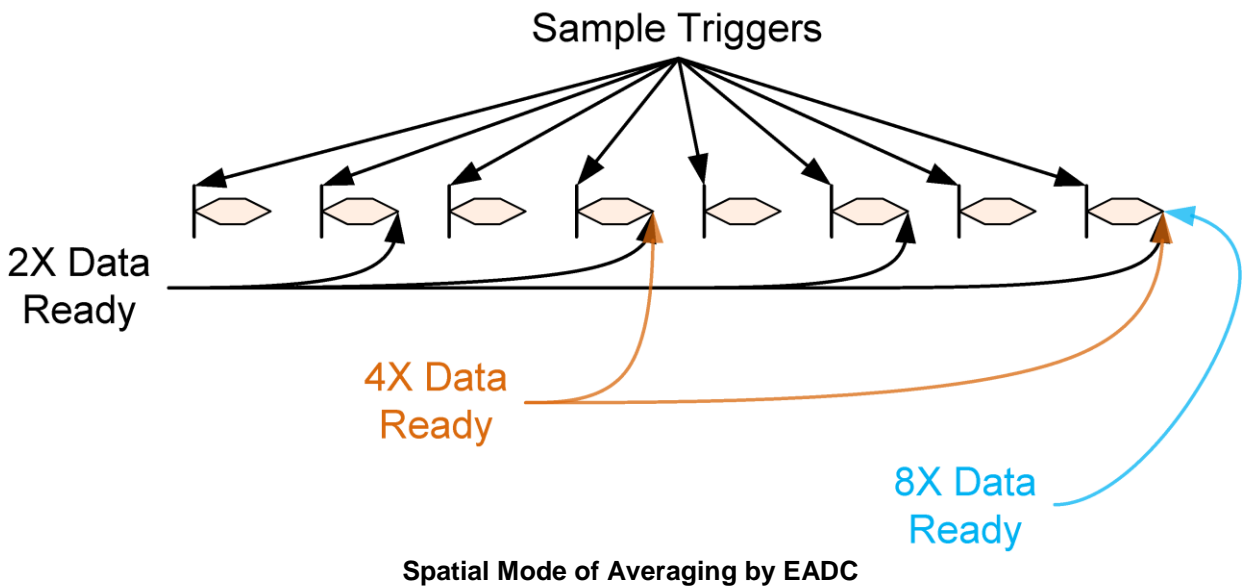 Sample Triggers
2X Data
Ready
4X Data
Ready
8X Data
Ready
Spatial Mode of Averaging by EADC